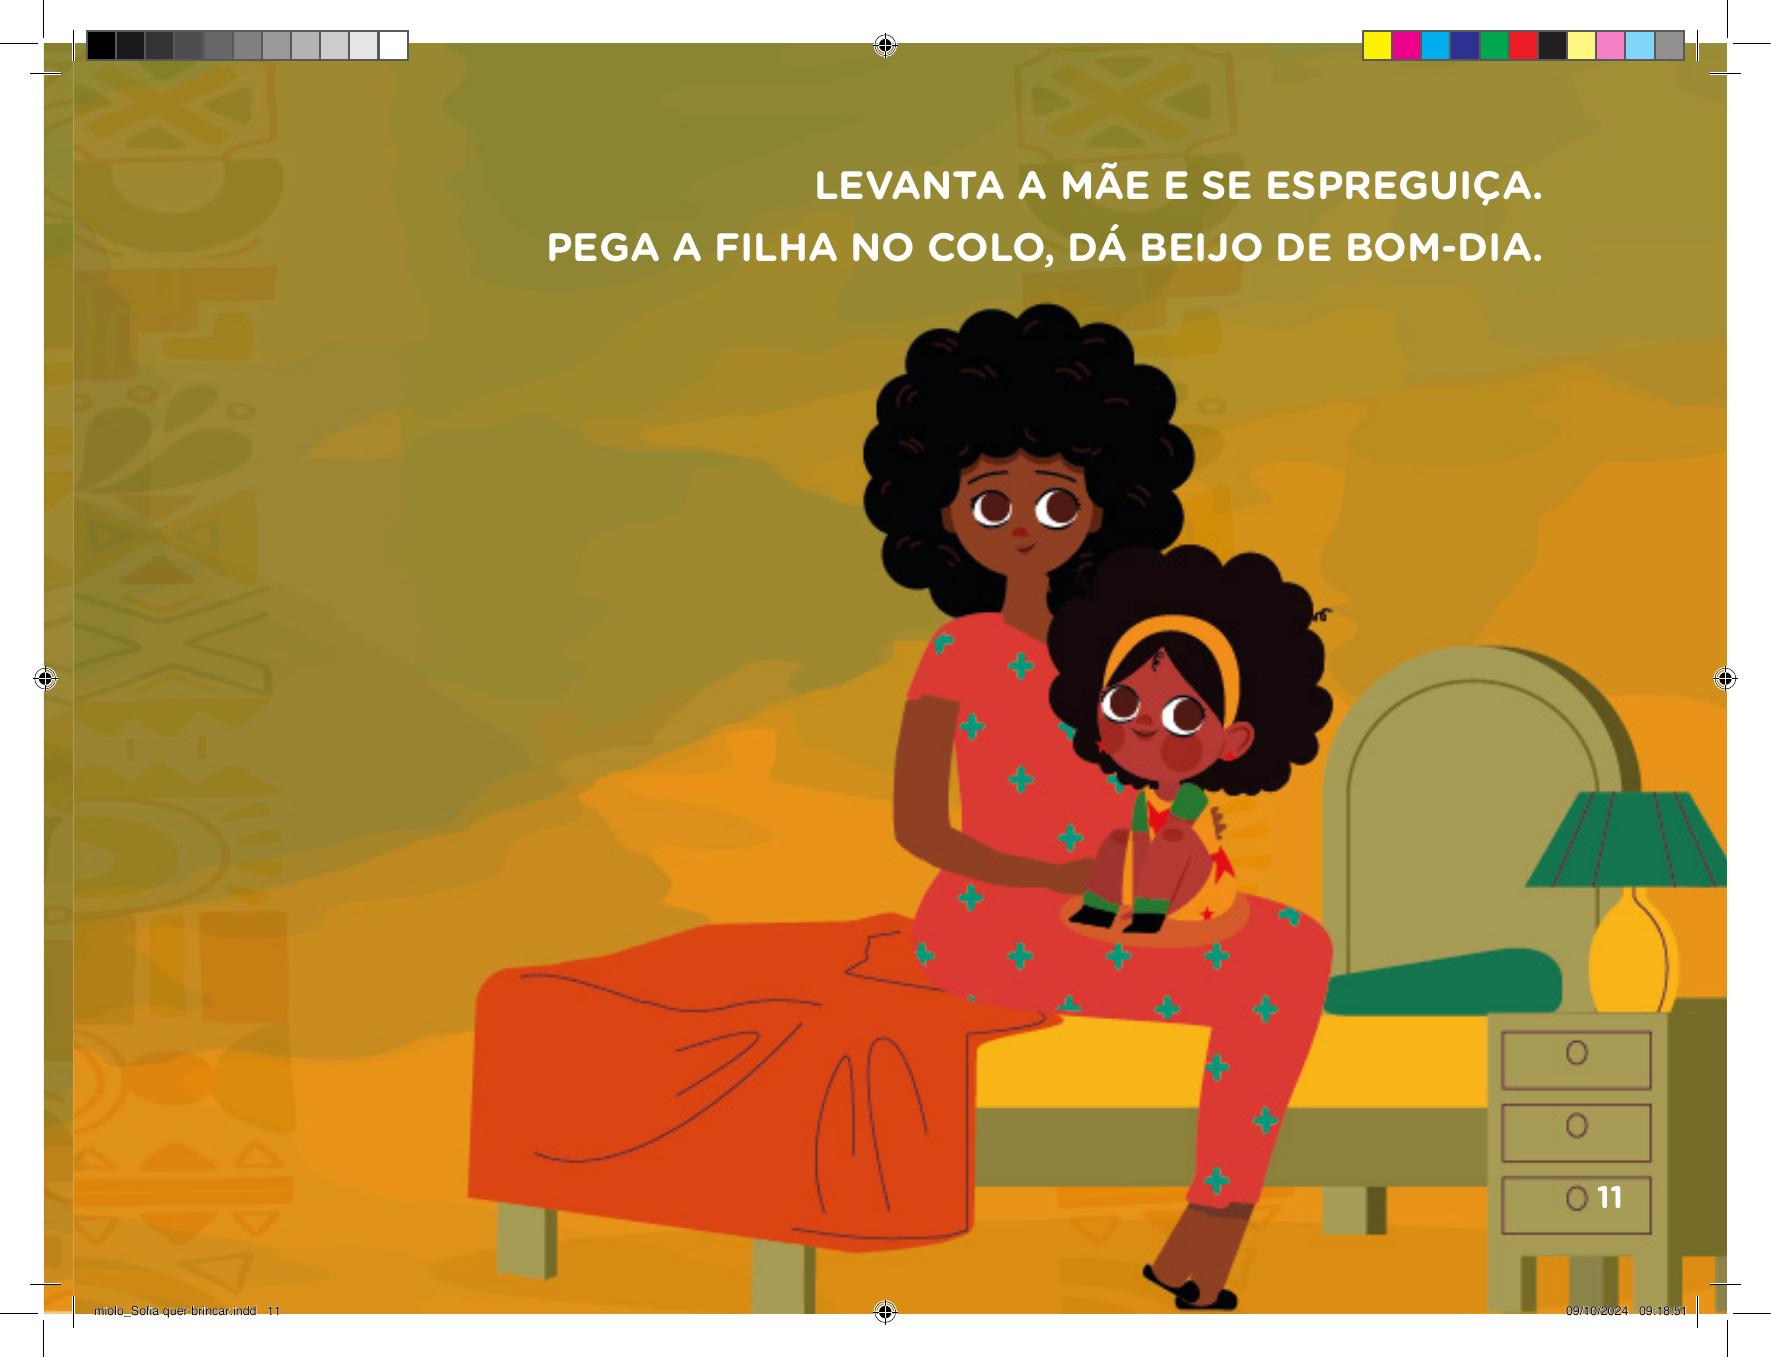 LEVANTA A MÃE E SE ESPREGUIÇA.
PEGA A FILHA NO COLO, DÁ BEIJO DE BOM-DIA.
11
miolo_Sofia quer brincar.indd   11
09/10/2024   09:18:51